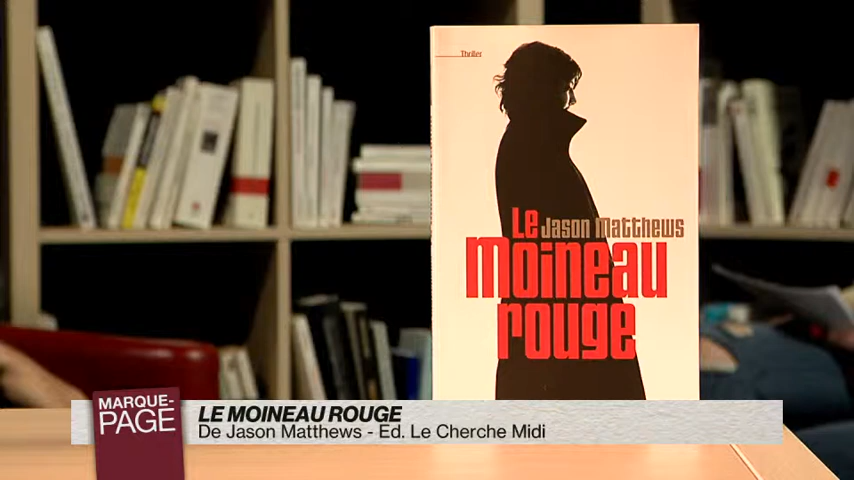 Thriller
Le Jason Matthews
moineau
rouge
MARQUE-
PAGE
LE MOINEAU ROUGE
De Jason Matthews - Ed. Le Cherche Midi